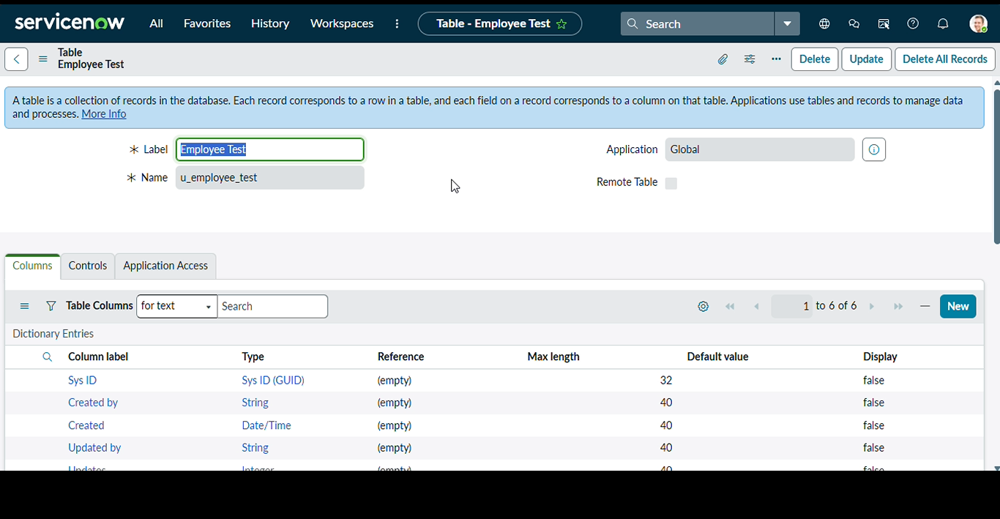 servicenow All Favorites History Workspaces Table - Employee Test Search
Table
Employee Test
Delete Update Delete All Records
A table is a collection of records in the database. Each record corresponds to a row in a table, and each field on a record corresponds to a column on that table. Applications use tables and records to manage data
and processes. More Info
Label Employee Test Application Global
Name u_employee_test Remote Table
Columns Controls Application Access
Table Columns for text Search 1 to 6 of 6 New
Dictionary Entries
Column label Type Reference Max length Default value Display
Sys ID Sys ID (GUID) (empty) 32 false
Created by String (empty) 40 false
Created Date/Time (empty) 40 false
Updated by String (empty) 40 false
Updates Integer (empty) 40 false